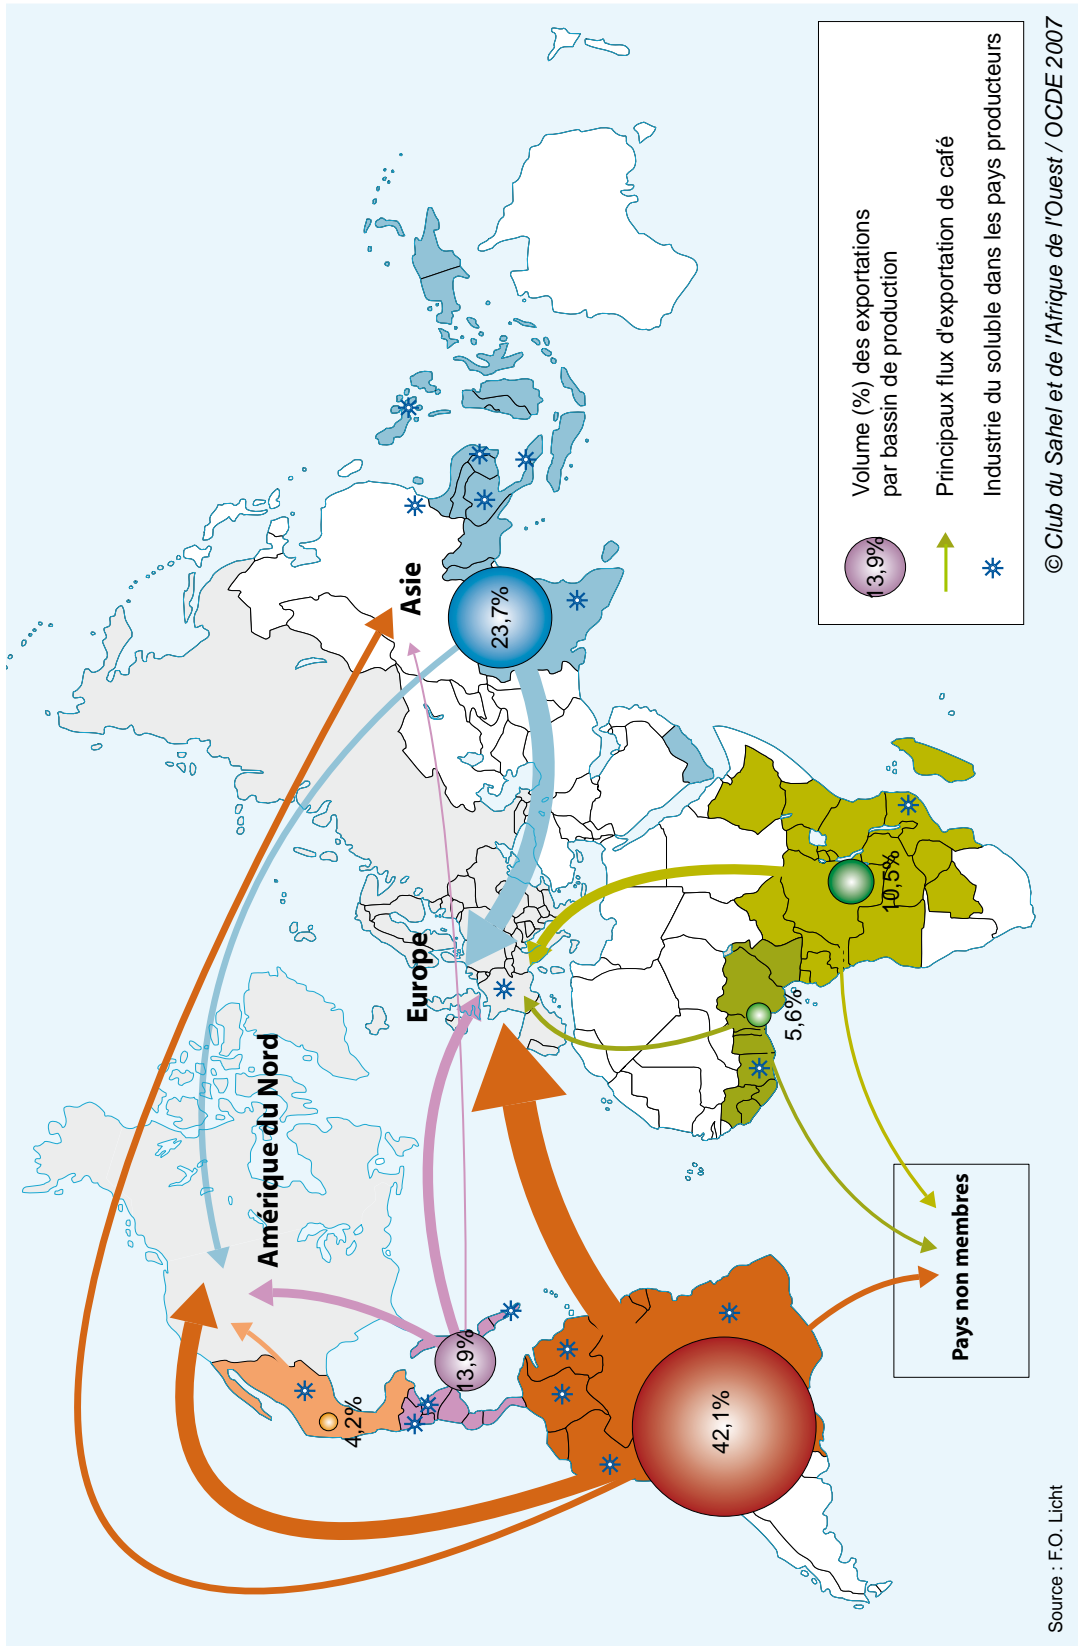 Amérique du Nord
Europe
Asie
4,2%
13,9%
42,1%
5,6%
10,5%
23,7%
Pays non membres
13,9%
Volume (%) des exportations
par bassin de production
Principaux flux d'exportation de café
Industrie du soluble dans les pays producteurs
Source : F.O. Licht
© Club du Sahel et de l'Afrique de l'Ouest / OCDE 2007